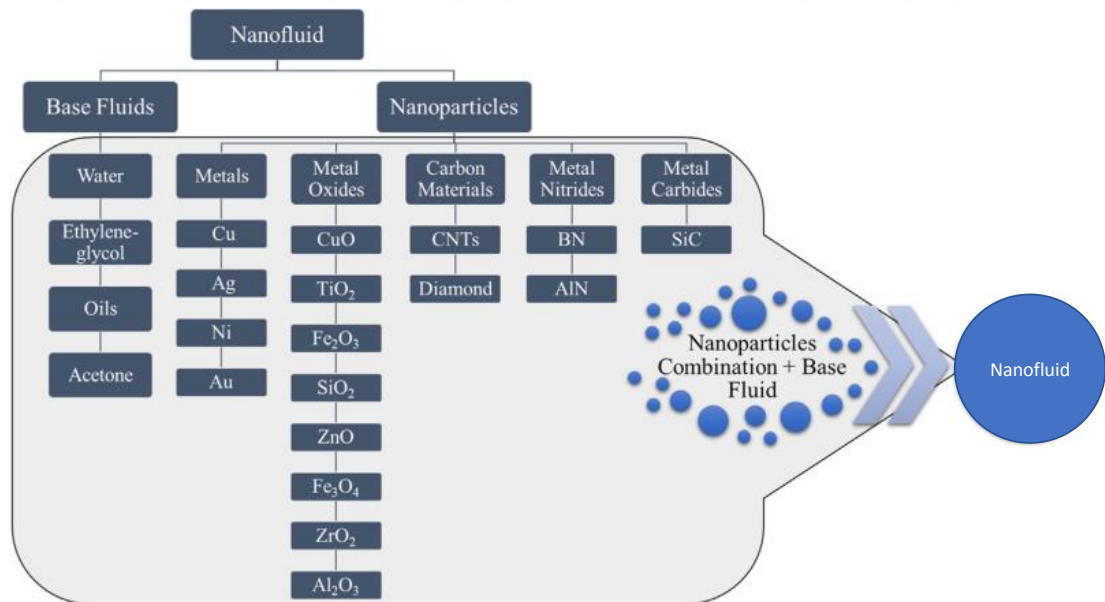 Nanofluid
Base Fluids
Nanoparticles
Water
Ethylene-
glycol
Oils
Acetone
Metals
Cu
Ag
Ni
Au
Metal
Oxides
CuO
TiO₂
Fe₂O₃
SiO₂
ZnO
Fe₃O₄
ZrO₂
Al₂O₃
Carbon
Materials
CNTs
Diamond
Metal
Nitrides
BN
AlN
Metal
Carbides
SiC
Nanoparticles
Combination + Base
Fluid
Nanofluid